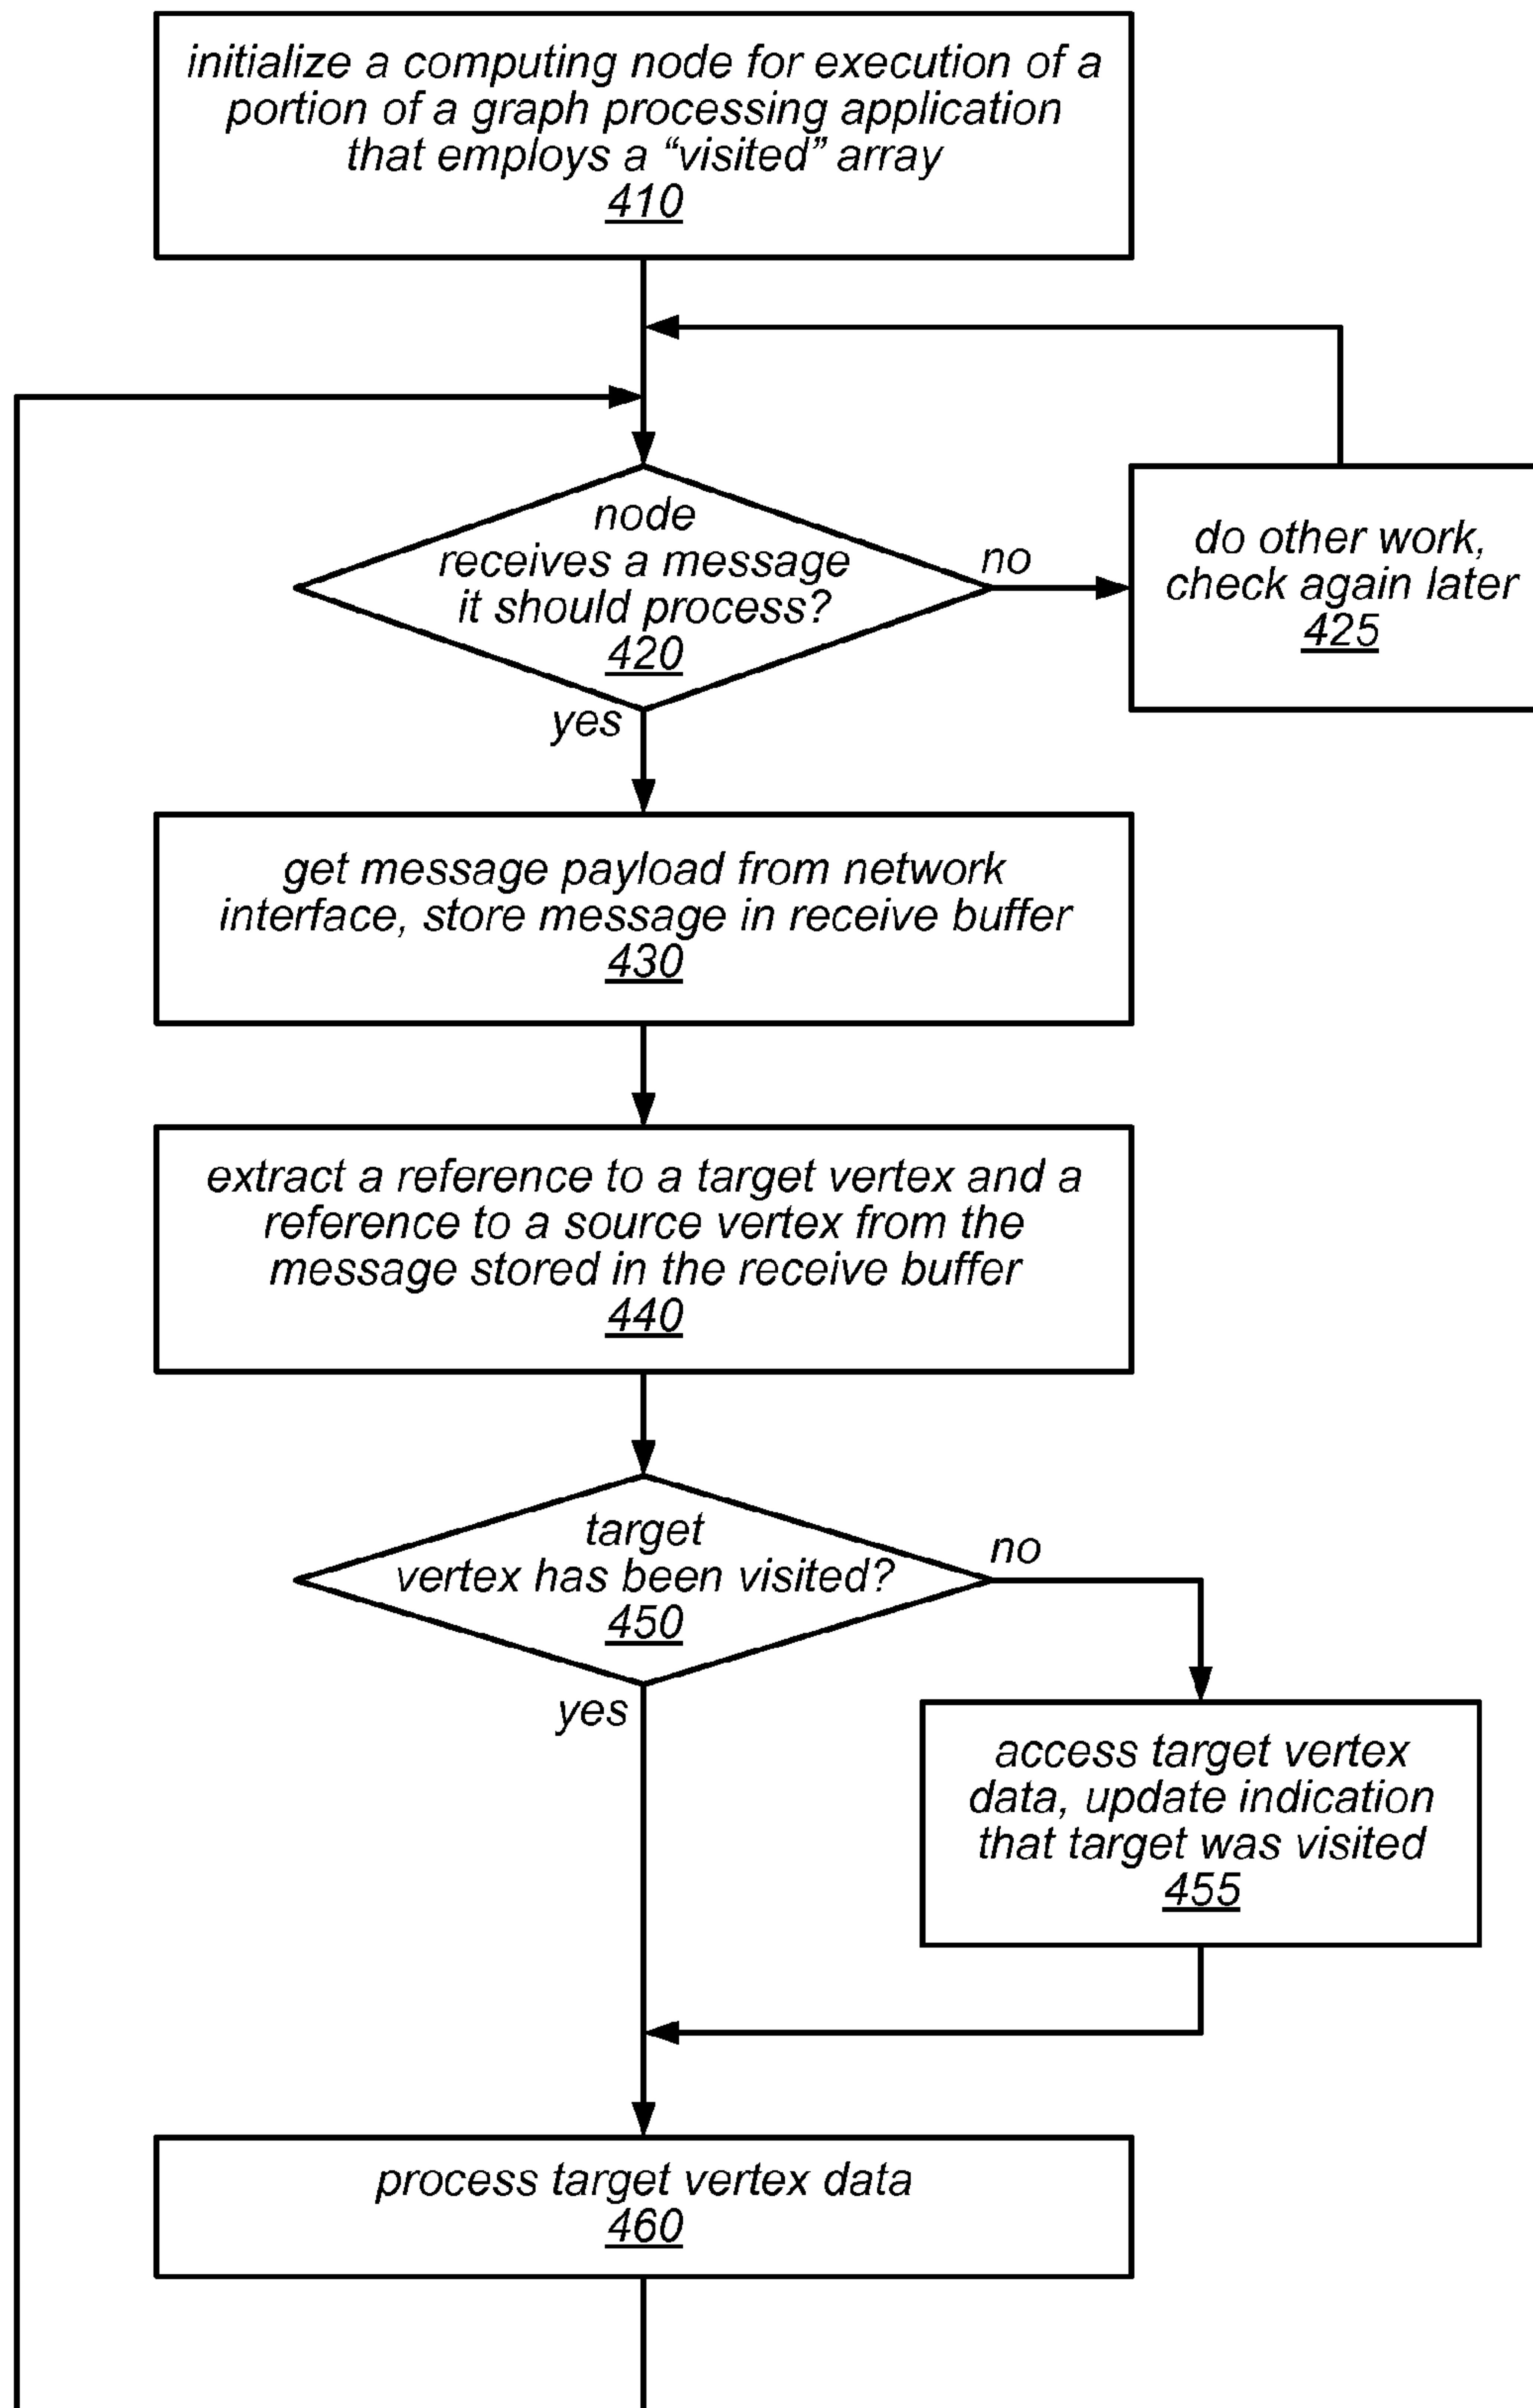 initialize a computing node for execution of a
portion of a graph processing application
that employs a “visited” array
410
node
receives a message
it should process?
420
no
do other work,
check again later
425
yes
get message payload from network
interface, store message in receive buffer
430
extract a reference to a target vertex and a
reference to a source vertex from the
message stored in the receive buffer
440
target
vertex has been visited?
450
no
yes
access target vertex
data, update indication
that target was visited
455
process target vertex data
460